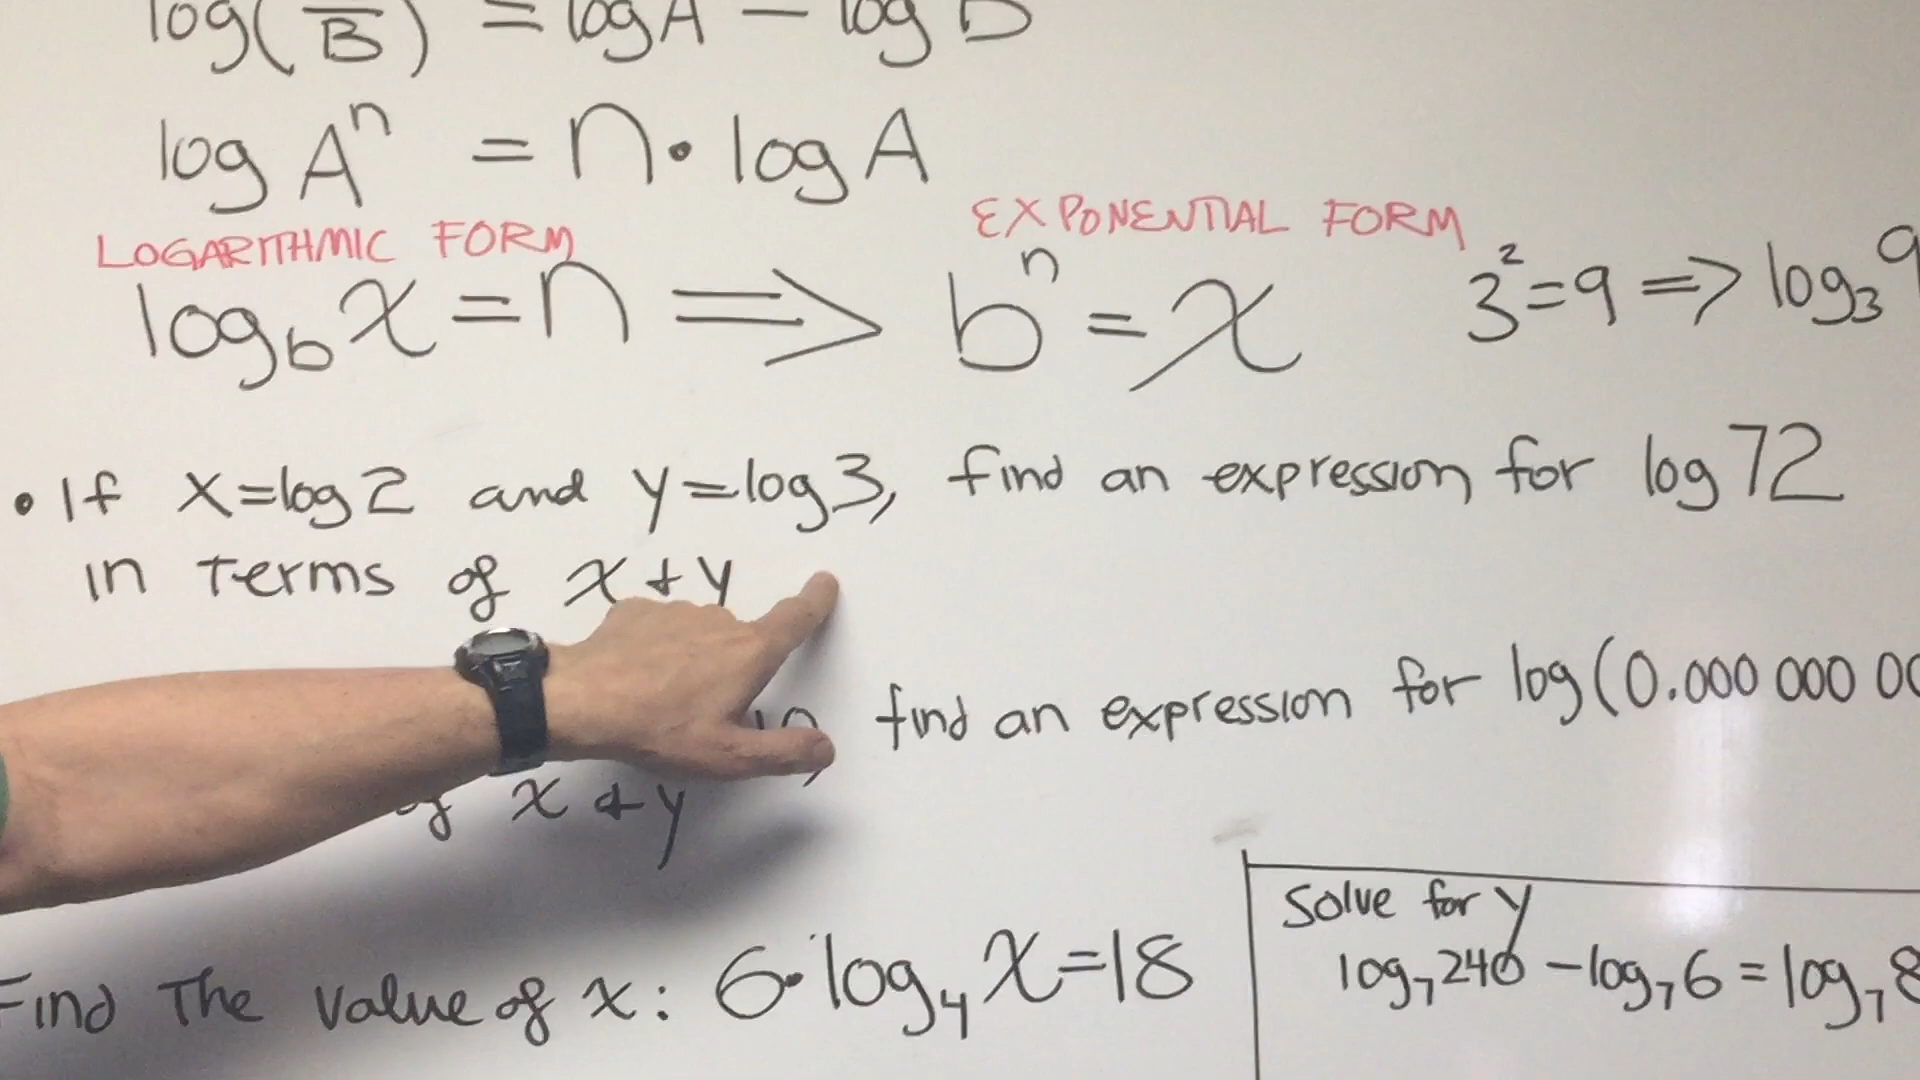 log(A/B) = log A − log B
log Aⁿ = n · log A
LOGARITHMIC FORM EXPONENTIAL FORM
log_b x = n ⟹ bⁿ = x 3² = 9 ⟹ log₃ 9
• If x = log 2 and y = log 3, find an expression for log 72
in terms of x + y
find an expression for log(0.000 000 00
x + y
Find The value of x: 6 · log₄ x = 18
Solve for y
log₇ 240 − log₇ 6 = log₇ 8